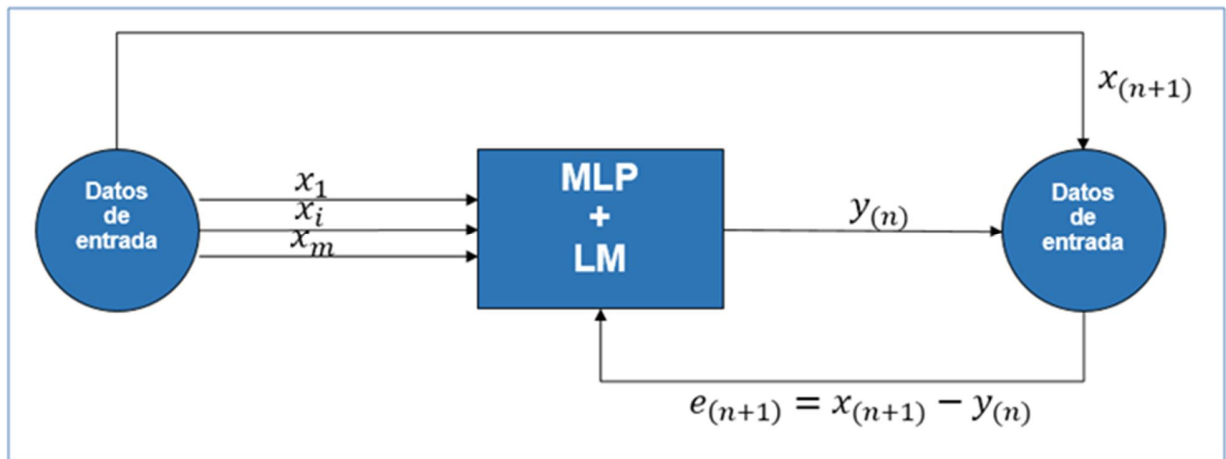 x₍ₙ₊₁₎
Datos
de
entrada
x₁
xᵢ
xₘ
MLP
+
LM
y₍ₙ₎
Datos
de
entrada
e₍ₙ₊₁₎ = x₍ₙ₊₁₎ − y₍ₙ₎